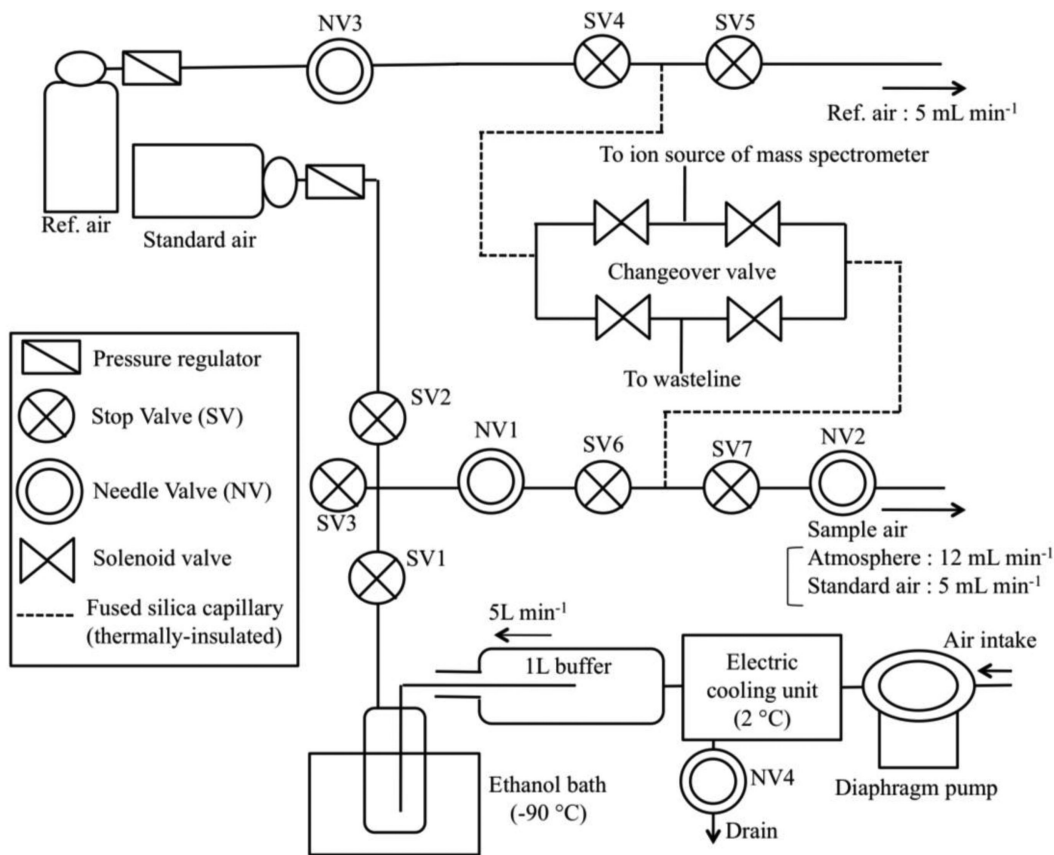 NV3
SV4
SV5
Ref. air : 5 mL min-1
To ion source of mass spectrometer
Ref. air
Standard air
Changeover valve
To wasteline
Pressure regulator
Stop Valve (SV)
Needle Valve (NV)
Solenoid valve
Fused silica capillary
(thermally-insulated)
SV2
NV1
SV6
SV7
NV2
SV3
SV1
Sample air
Atmosphere : 12 mL min-1
Standard air : 5 mL min-1
5L min-1
1L buffer
Electric
cooling unit
(2 °C)
Air intake
Ethanol bath
(-90 °C)
NV4
Drain
Diaphragm pump